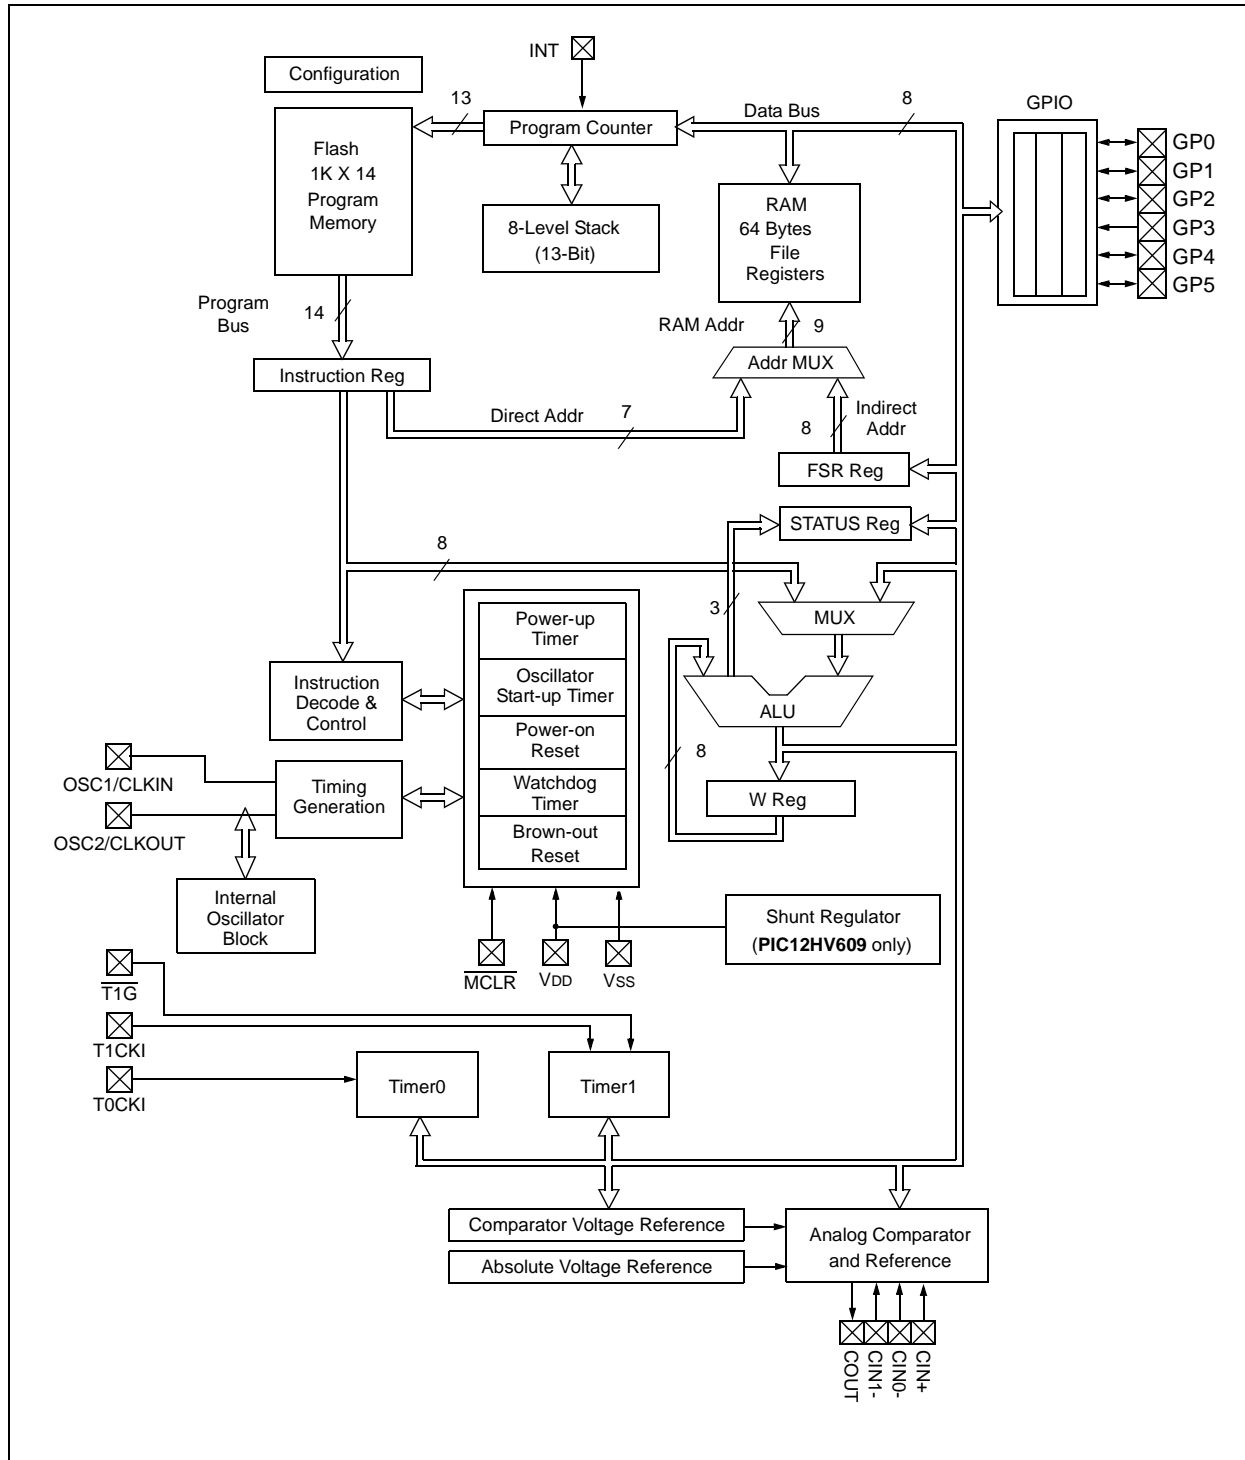 INT
Configuration
13
Program Counter
Data Bus
8
GPIO
Flash
1K X 14
Program
Memory
8-Level Stack
(13-Bit)
RAM
64 Bytes
File
Registers
GP0
GP1
GP2
GP3
GP4
GP5
Program
Bus
14
RAM Addr
9
Addr MUX
Instruction Reg
Direct Addr
7
Indirect
Addr
8
FSR Reg
STATUS Reg
8
3
MUX
Power-up
Timer
Oscillator
Start-up Timer
Power-on
Reset
Watchdog
Timer
Brown-out
Reset
Instruction
Decode &
Control
ALU
8
W Reg
OSC1/CLKIN
Timing
Generation
OSC2/CLKOUT
Internal
Oscillator
Block
Shunt Regulator
(PIC12HV609 only)
MCLR
VDD
VSS
T1G
T1CKI
T0CKI
Timer0
Timer1
Comparator Voltage Reference
Absolute Voltage Reference
Analog Comparator
and Reference
COUT
CIN1-
CIN0-
CIN+